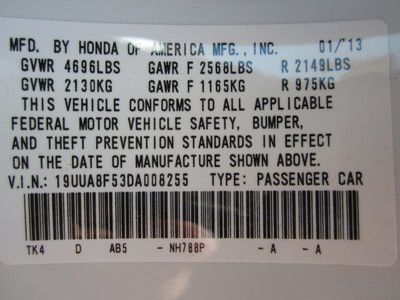 MFD. BY HONDA OF AMERICA MFG., INC. 01/'13
GVWR 4696LBS GAWR F 2568LBS R 2149LBS
GVWR 2130KG GAWR F 1165KG R 975KG
THIS VEHICLE CONFORMS TO ALL APPLICABLE
FEDERAL MOTOR VEHICLE SAFETY, BUMPER,
AND THEFT PREVENTION STANDARDS IN EFFECT
ON THE DATE OF MANUFACTURE SHOWN ABOVE.
V.I.N.: 19UUA8F53DA008255 TYPE: PASSENGER CAR
TK4 D AB5 - NH788P - A - A